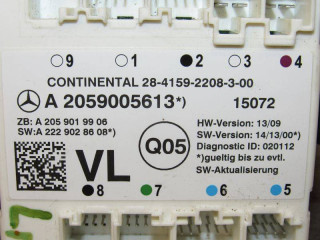 9 1 2 3 4
CONTINENTAL 28-4159-2208-3-00
A 2059005613*) 15072
ZB: A 205 901 99 06
SW:A 222 902 86 08*)
HW-Version: 13/09
SW-Version: 14/13/00*)
Diagnostic ID: 020112
*)gueltig bis zu evtl.
SW-Aktualisierung
Q05
VL
8 7 6 5